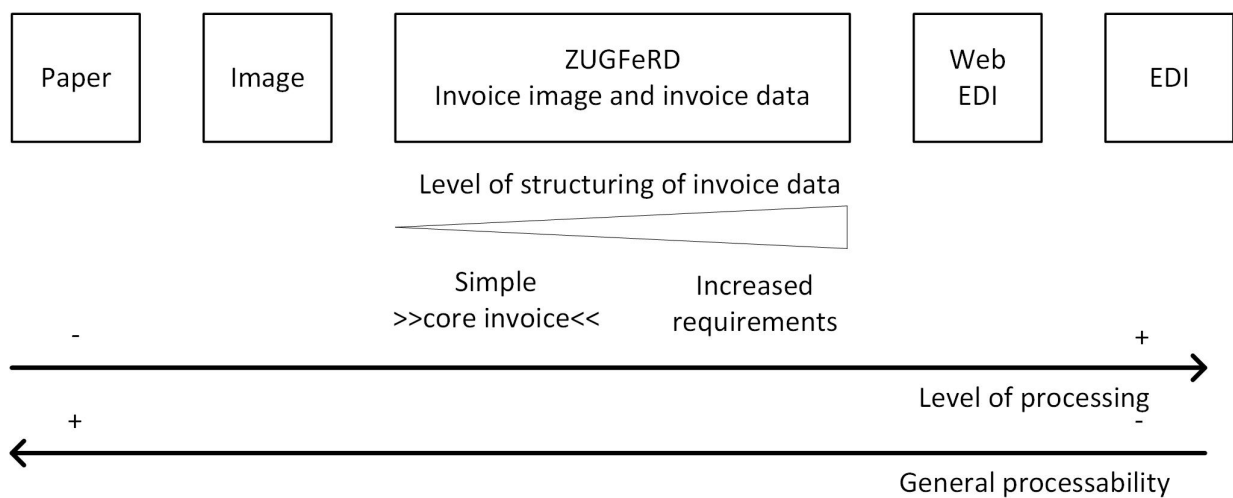 Paper
Image
ZUGFeRD
Invoice image and invoice data
Web
EDI
EDI
Level of structuring of invoice data
Simple
>>core invoice<<
Increased
requirements
-
+
Level of processing
+
-
General processability